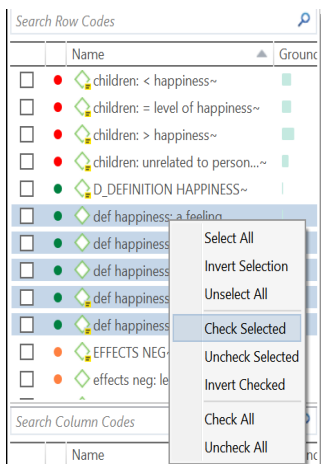 Search Row Codes
Name Grounc
children: < happiness~
children: = level of happiness~
children: > happiness~
children: unrelated to person...~
D_DEFINITION HAPPINESS~
def happiness: a feeling
def happiness
def happiness
def happiness
def happiness
EFFECTS NEG~
effects neg: le
Select All
Invert Selection
Unselect All
Check Selected
Uncheck Selected
Invert Checked
Check All
Uncheck All
Search Column Codes
Name nc